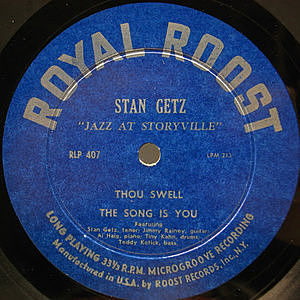 ROYAL ROOST
STAN GETZ
"JAZZ AT STORYVILLE"
RLP 407
LPM 213
THOU SWELL
THE SONG IS YOU
Featuring
Stan Getz, tenor; Jimmy Raney, guitar;
Al Haig, piano; Tiny Kahn, drums;
Teddy Kotick, bass.
LONG PLAYING 33⅓ R.P.M. MICROGROOVE RECORDING
Manufactured in U.S.A. by ROOST RECORDS, Inc., N.Y.